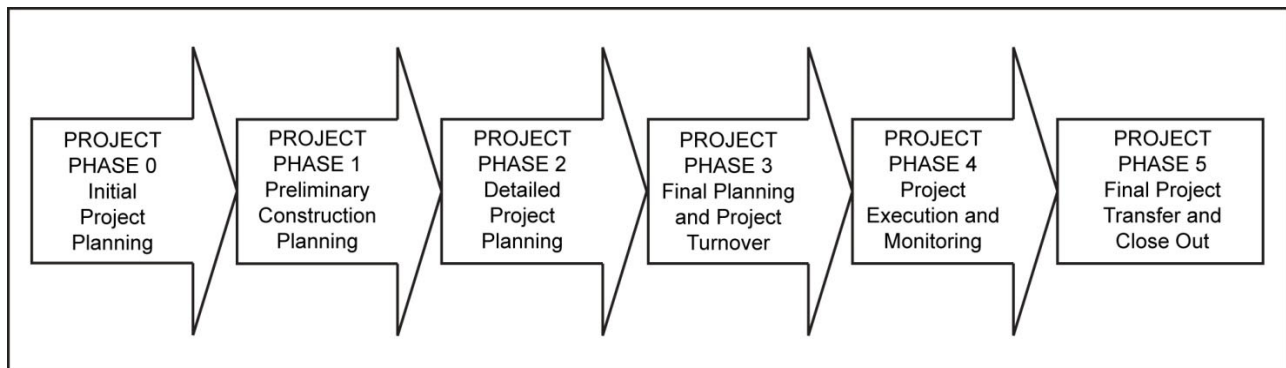 PROJECT
PHASE 0
Initial
Project
Planning
PROJECT
PHASE 1
Preliminary
Construction
Planning
PROJECT
PHASE 2
Detailed
Project
Planning
PROJECT
PHASE 3
Final Planning
and Project
Turnover
PROJECT
PHASE 4
Project
Execution and
Monitoring
PROJECT
PHASE 5
Final Project
Transfer and
Close Out